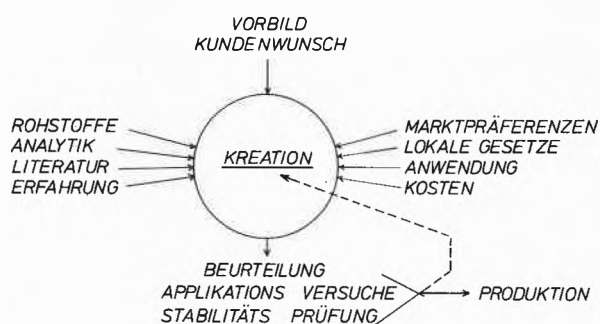 VORBILD
KUNDENWUNSCH
ROHSTOFFE
ANALYTIK
LITERATUR
ERFAHRUNG
KREATION
MARKTPRÄFERENZEN
LOKALE GESETZE
ANWENDUNG
KOSTEN
BEURTEILUNG
APPLIKATIONS VERSUCHE
STABILITÄTS PRÜFUNG
PRODUKTION